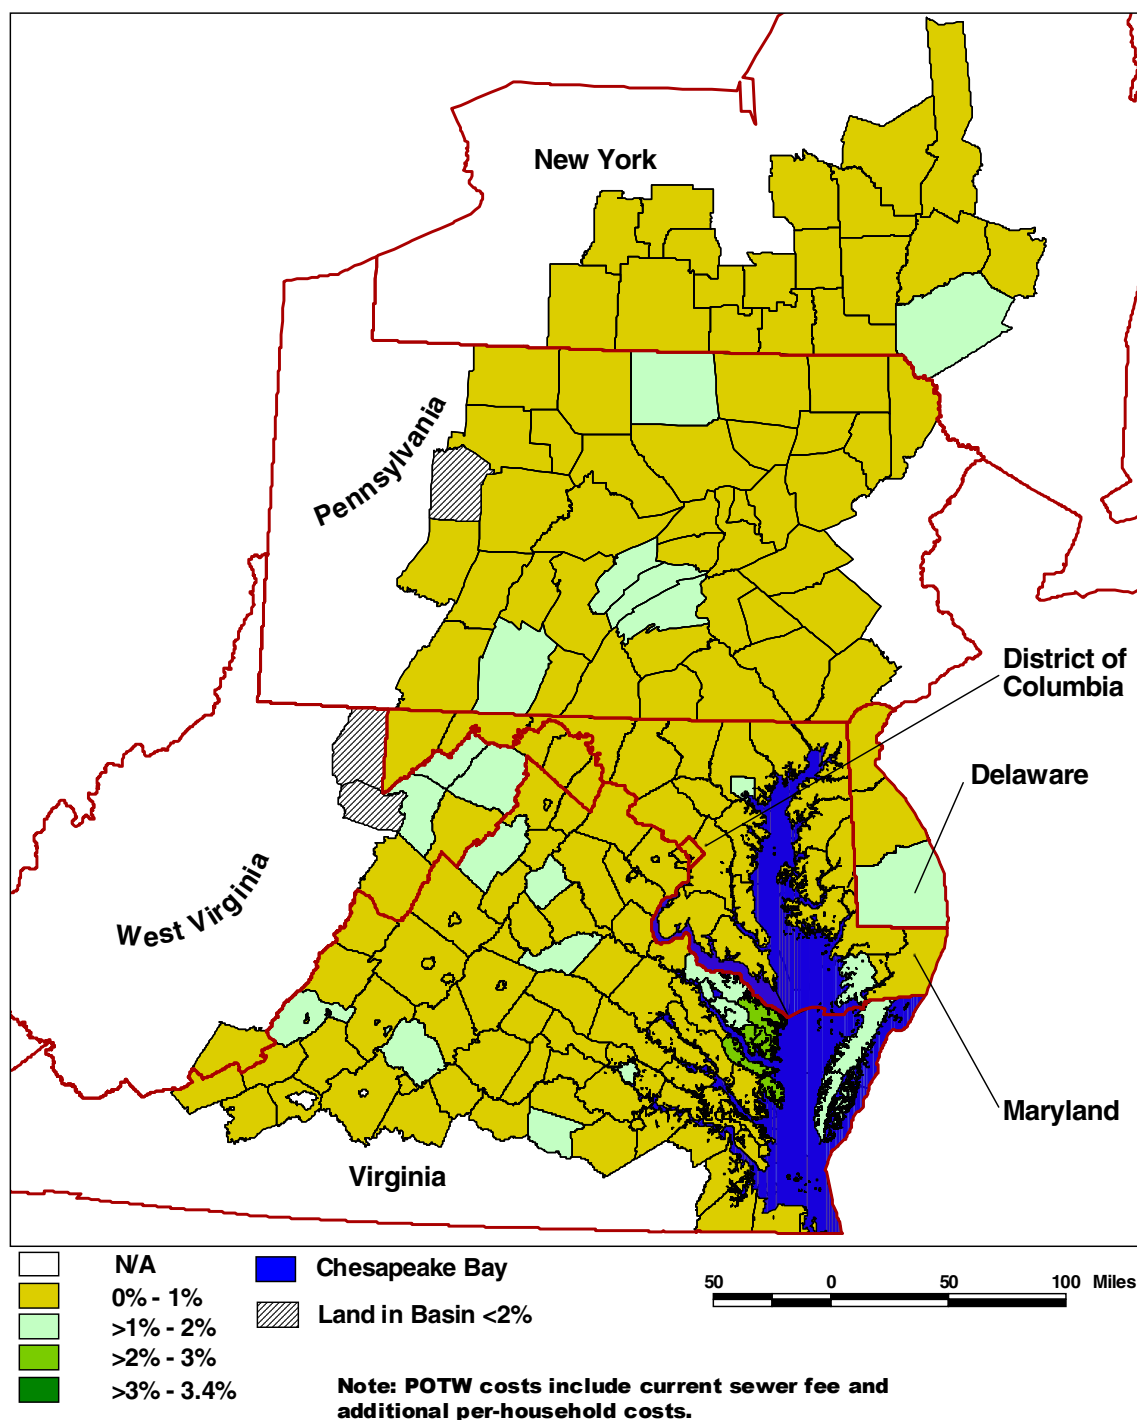 New York
Pennsylvania
District of
Columbia
Delaware
West Virginia
Maryland
Virginia
N/A
0% - 1%
>1% - 2%
>2% - 3%
>3% - 3.4%
Chesapeake Bay
Land in Basin <2%
50 0 50 100 Miles
Note: POTW costs include current sewer fee and
additional per-household costs.